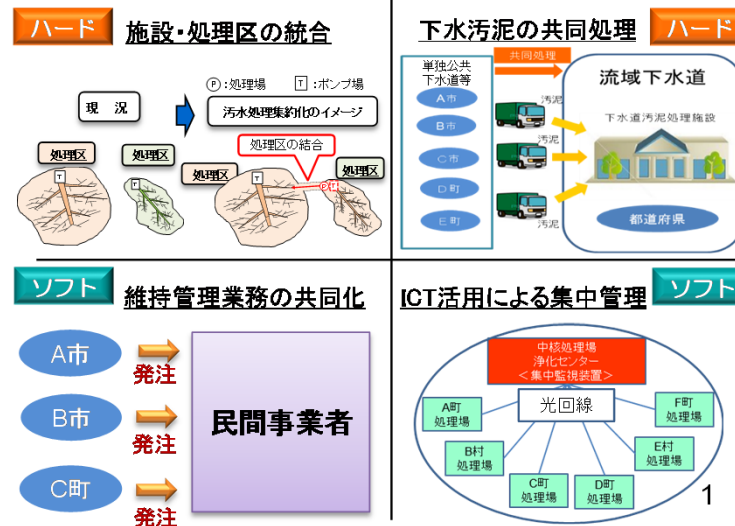 ハード
施設・処理区の統合
Ⓟ:処理場 T:ポンプ場
現況
汚水処理集約化のイメージ
処理区の結合
処理区
処理区
処理区
処理区
T
T
T
P
T
下水汚泥の共同処理
ハード
単独公共
下水道等
共同処理
流域下水道
A市
B市
C市
D町
E町
汚泥
汚泥
汚泥
下水道汚泥処理施設
都道府県
ソフト
維持管理業務の共同化
A市
発注
B市
発注
C町
発注
民間事業者
ICT活用による集中管理
ソフト
中核処理場
浄化センター
<集中監視装置>
光回線
A町
処理場
B村
処理場
C町
処理場
D町
処理場
E村
処理場
F町
処理場
1